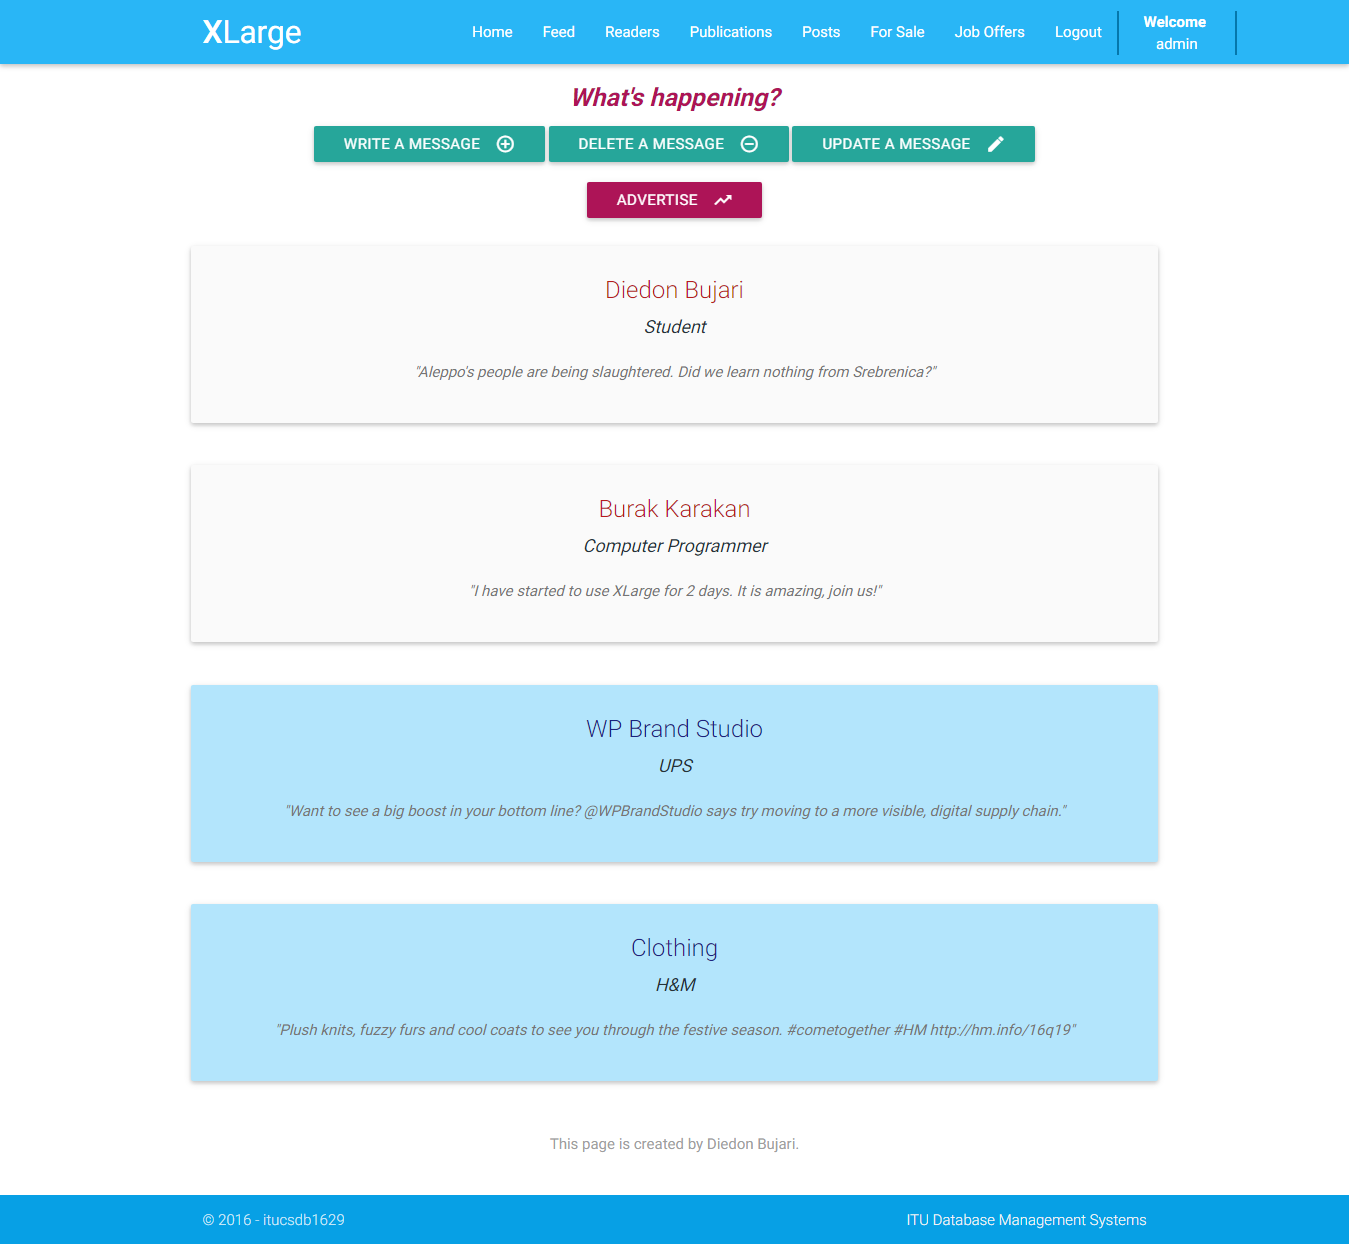 XLarge
Home Feed Readers Publications Posts For Sale Job Offers Logout Welcome admin
What's happening?
WRITE A MESSAGE DELETE A MESSAGE UPDATE A MESSAGE
ADVERTISE
Diedon Bujari
Student
"Aleppo's people are being slaughtered. Did we learn nothing from Srebrenica?"
Burak Karakan
Computer Programmer
"I have started to use XLarge for 2 days. It is amazing, join us!"
WP Brand Studio
UPS
"Want to see a big boost in your bottom line? @WPBrandStudio says try moving to a more visible, digital supply chain."
Clothing
H&M
"Plush knits, fuzzy furs and cool coats to see you through the festive season. #cometogether #HM http://hm.info/16q19"
This page is created by Diedon Bujari.
© 2016 - itucsdb1629 ITU Database Management Systems